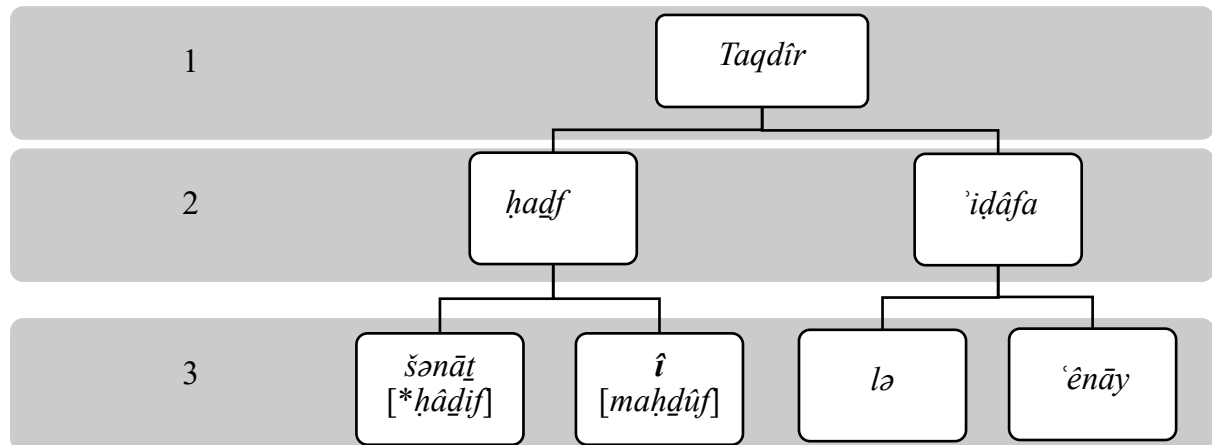 1
Taqdîr
2
ḥaḏf
ʾiḍâfa
3
šənāṯ
[*ḥâḏif]
î
[maḥḏûf]
lə
ʿênāy